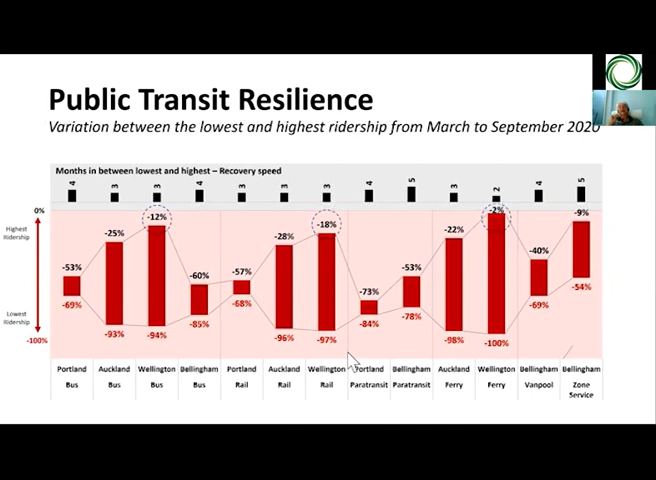 Public Transit Resilience
Variation between the lowest and highest ridership from March to September 2020
Months in between lowest and highest – Recovery speed
4 3 3 4 3 3 3 4 5 3 2 4 5
0%
Highest
Ridership
Lowest
Ridership
-100%
-53% -25% -12% -60% -57% -28% -18% -73% -53% -22% -2% -40% -9%
-69% -93% -94% -85% -68% -96% -97% -84% -78% -98% -100% -69% -54%
Portland Auckland Wellington Bellingham Portland Auckland Wellington Portland Bellingham Auckland Wellington Bellingham Bellingham
Bus Bus Bus Bus Rail Rail Rail Paratransit Paratransit Ferry Ferry Vanpool Zone
Service